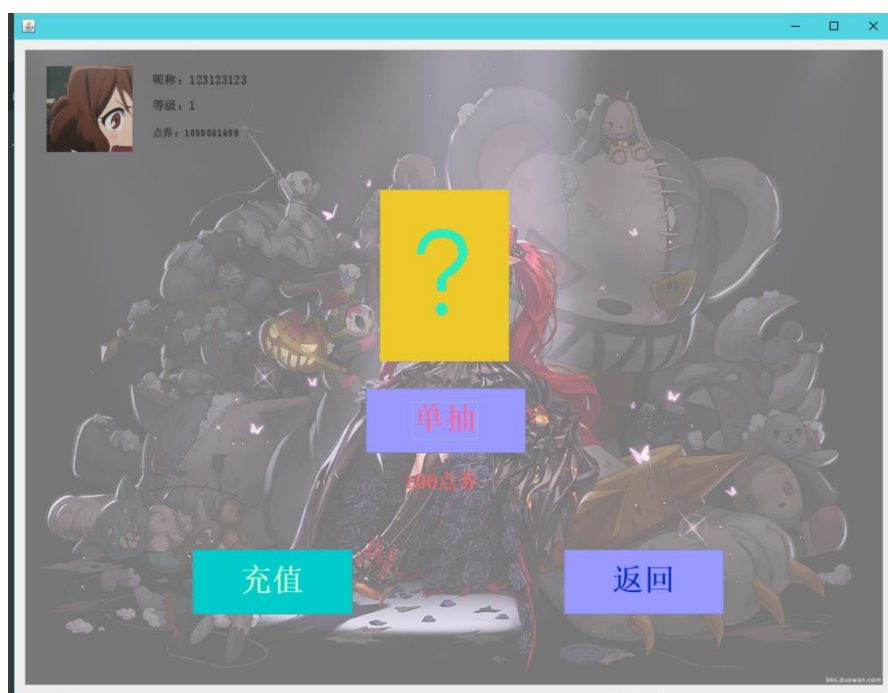 昵称：123123123
等级：1
点券：1000001699
?
单抽
00点券
充值
返回
bbs.duowan.com